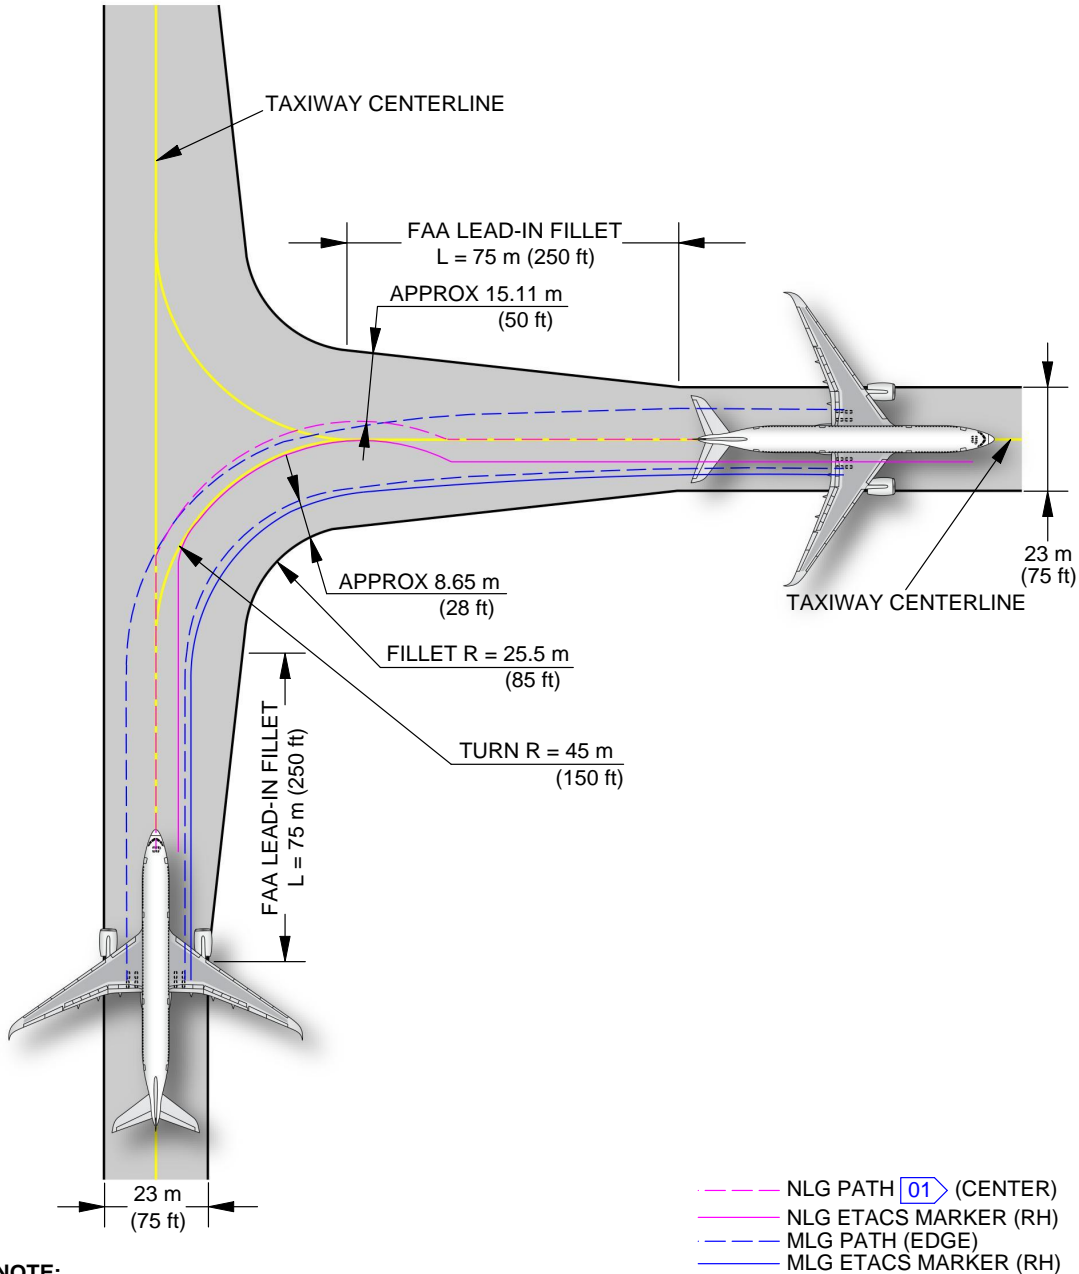 TAXIWAY CENTERLINE
FAA LEAD-IN FILLET
L = 75 m (250 ft)
APPROX 15.11 m
(50 ft)
23 m
(75 ft)
TAXIWAY CENTERLINE
APPROX 8.65 m
(28 ft)
FILLET R = 25.5 m
(85 ft)
TURN R = 45 m
(150 ft)
FAA LEAD-IN FILLET
L = 75 m (250 ft)
23 m
(75 ft)
NLG PATH 01 (CENTER)
NLG ETACS MARKER (RH)
MLG PATH (EDGE)
MLG ETACS MARKER (RH)
NOTE: